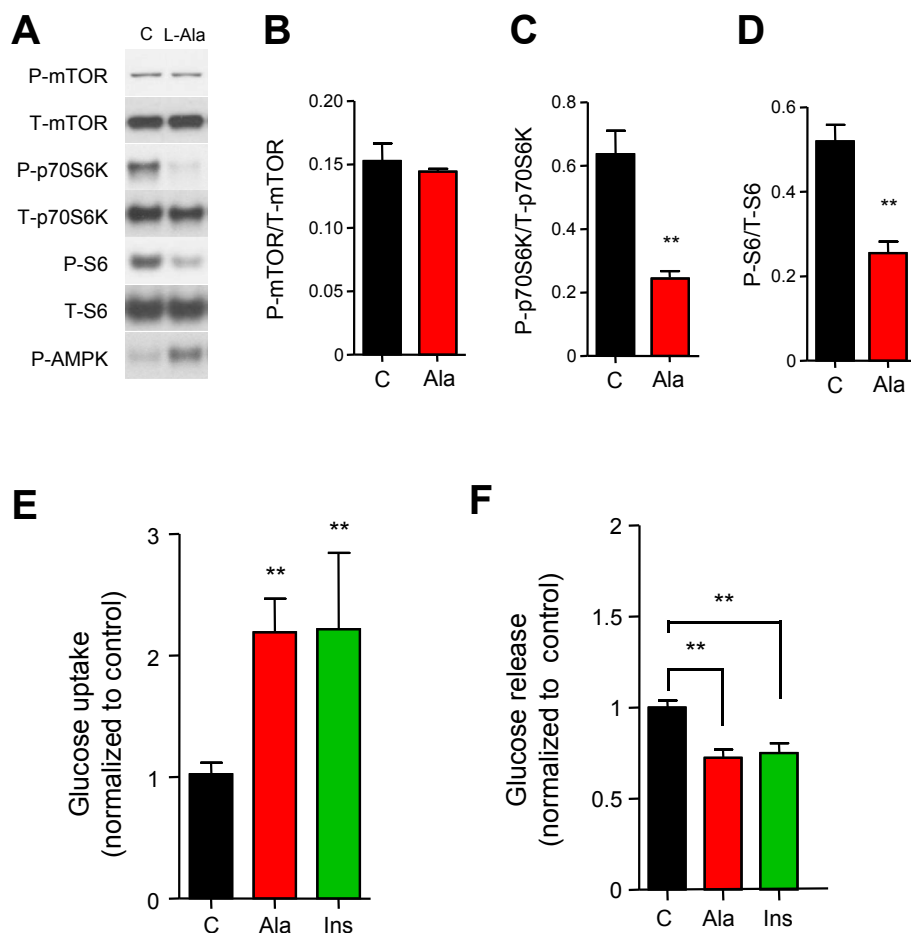 A
C L-Ala
P-mTOR
T-mTOR
P-p70S6K
T-p70S6K
P-S6
T-S6
P-AMPK
B
P-mTOR/T-mTOR
0.20
0.15
0.10
0.05
0
C Ala
C
P-p70S6K/T-p70S6K
0.8
0.6
0.4
0.2
0
**
C Ala
D
P-S6/T-S6
0.6
0.4
0.2
0
**
C Ala
E
Glucose uptake
(normalized to control)
3
2
1
0
**
**
C Ala Ins
F
Glucose release
(normalized to control)
2
1.5
1
0.5
0
**
**
C Ala Ins